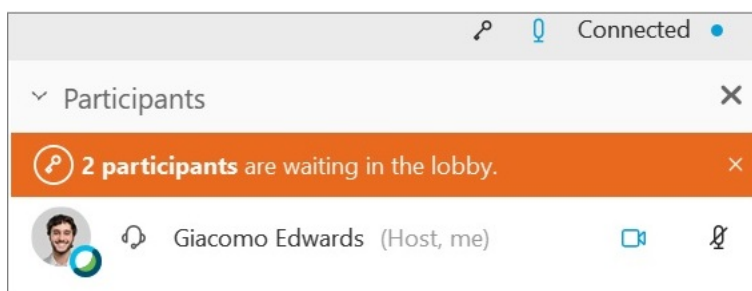 Connected
Participants
2 participants are waiting in the lobby.
Giacomo Edwards (Host, me)